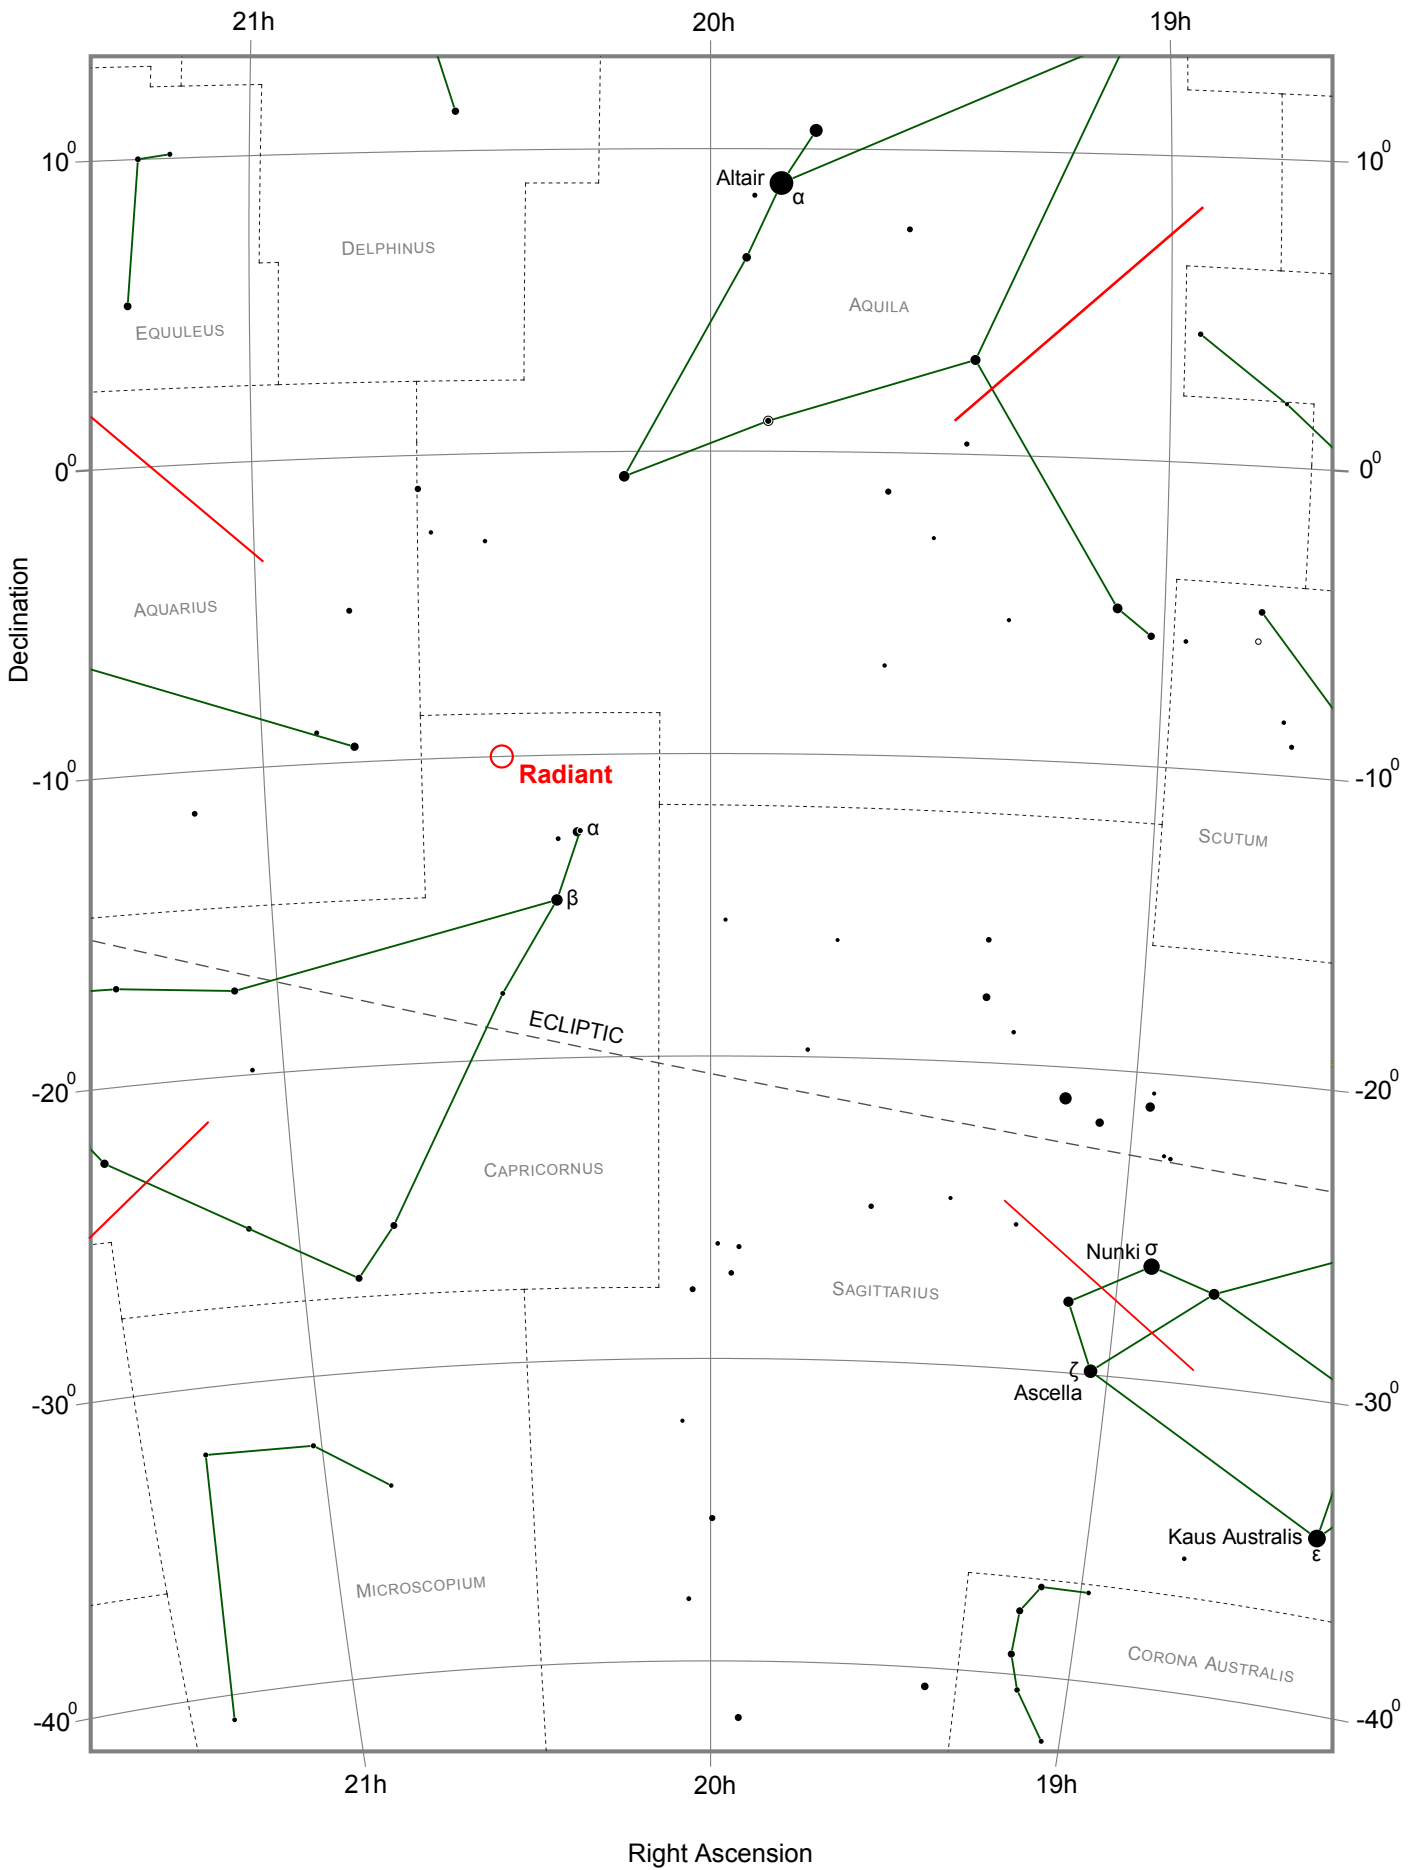 21h
20h
19h
10⁰
10⁰
Altair
α
DELPHINUS
AQUILA
EQUULEUS
0⁰
0⁰
Declination
AQUARIUS
Radiant
-10⁰
-10⁰
α
SCUTUM
β
ECLIPTIC
-20⁰
-20⁰
CAPRICORNUS
Nunki σ
SAGITTARIUS
ζ
Ascella
-30⁰
-30⁰
Kaus Australis
ε
MICROSCOPIUM
CORONA AUSTRALIS
-40⁰
-40⁰
21h
20h
19h
Right Ascension